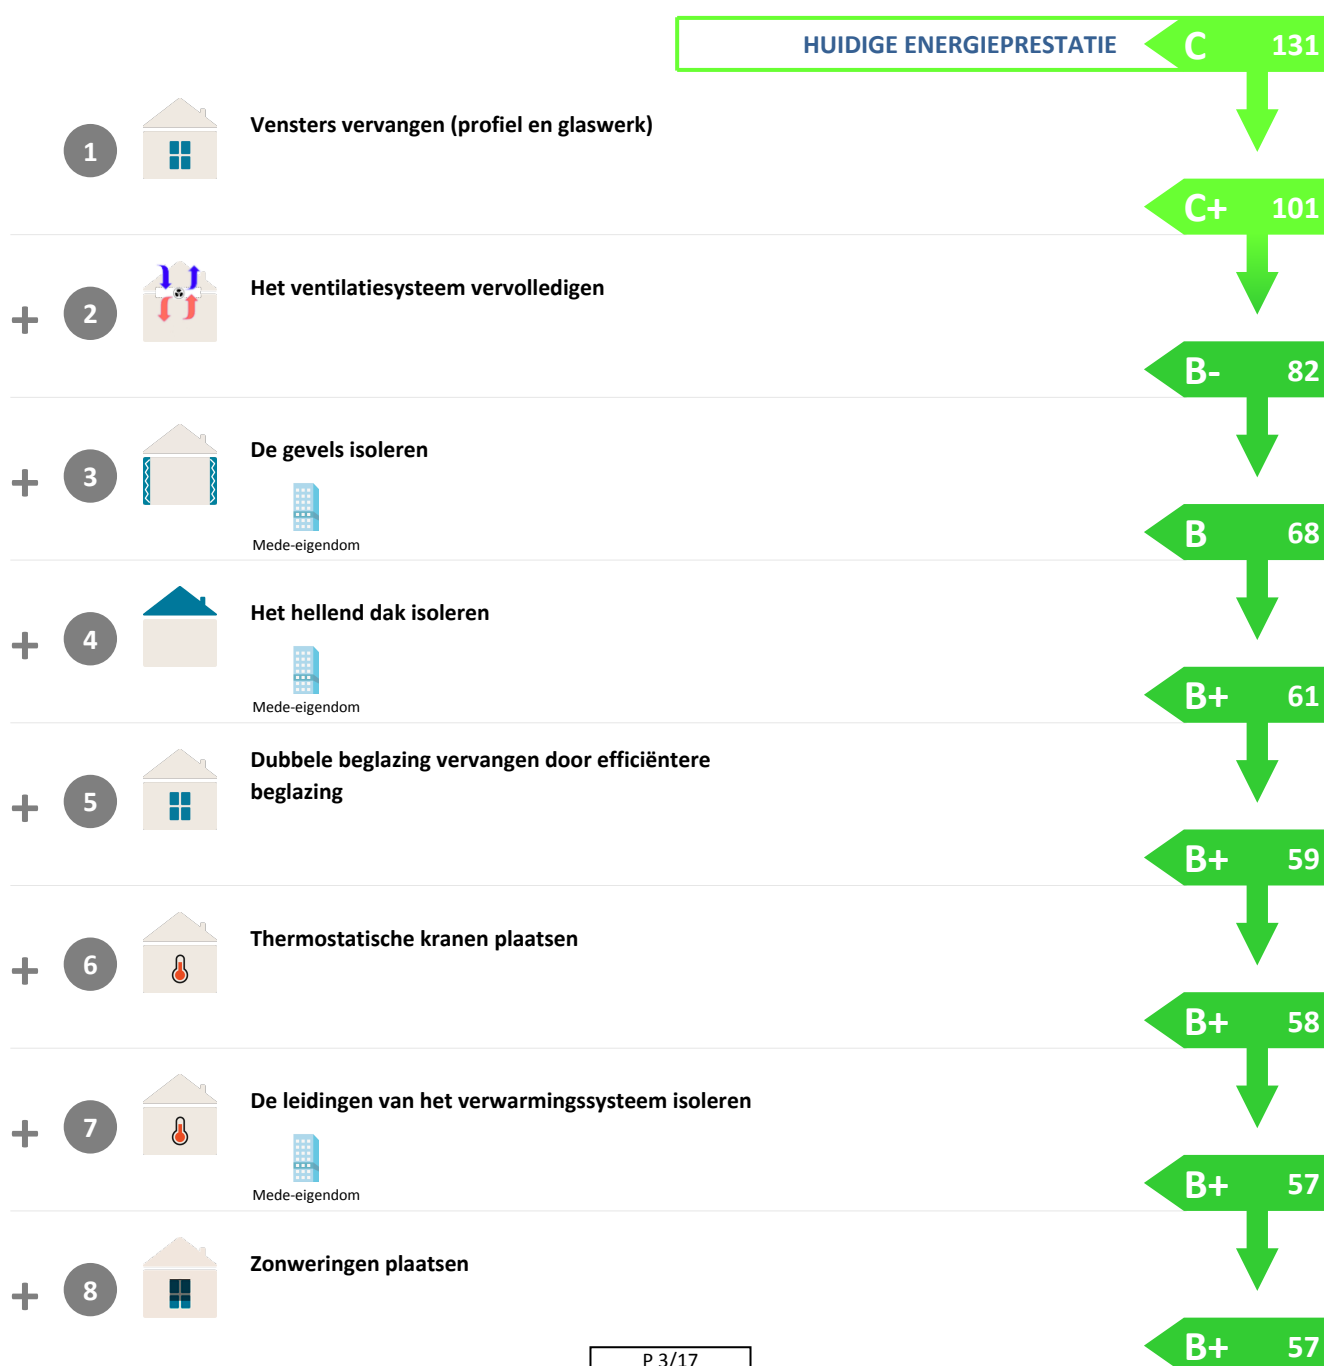 HUIDIGE ENERGIEPRESTATIE C 131
1 Vensters vervangen (profiel en glaswerk)
C+ 101
+ 2 Het ventilatiesysteem vervolledigen
B- 82
+ 3 De gevels isoleren
Mede-eigendom
B 68
+ 4 Het hellend dak isoleren
Mede-eigendom
B+ 61
+ 5 Dubbele beglazing vervangen door efficiëntere
beglazing
B+ 59
+ 6 Thermostatische kranen plaatsen
B+ 58
+ 7 De leidingen van het verwarmingssysteem isoleren
Mede-eigendom
B+ 57
+ 8 Zonweringen plaatsen
B+ 57
P 3/17